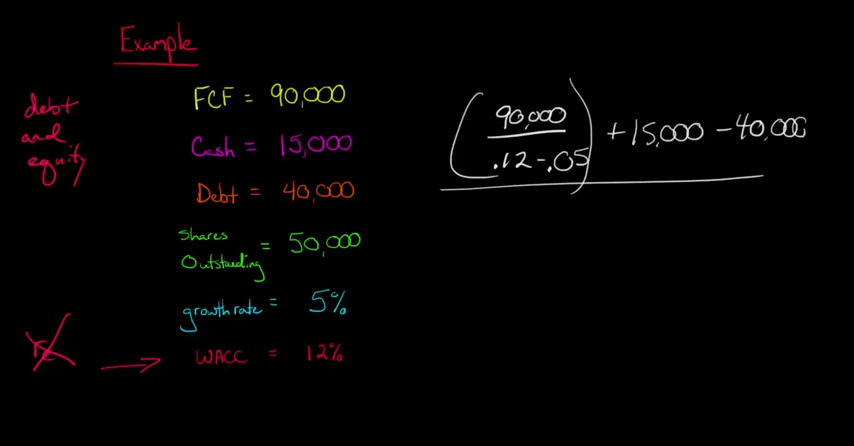 Example
debt
and
equity
FCF = 90,000
Cash = 15,000
Debt = 40,000
Shares
Outstanding = 50,000
growth rate = 5%
WACC = 12%
90,000
( ———— ) + 15,000 - 40,000
.12 - .05